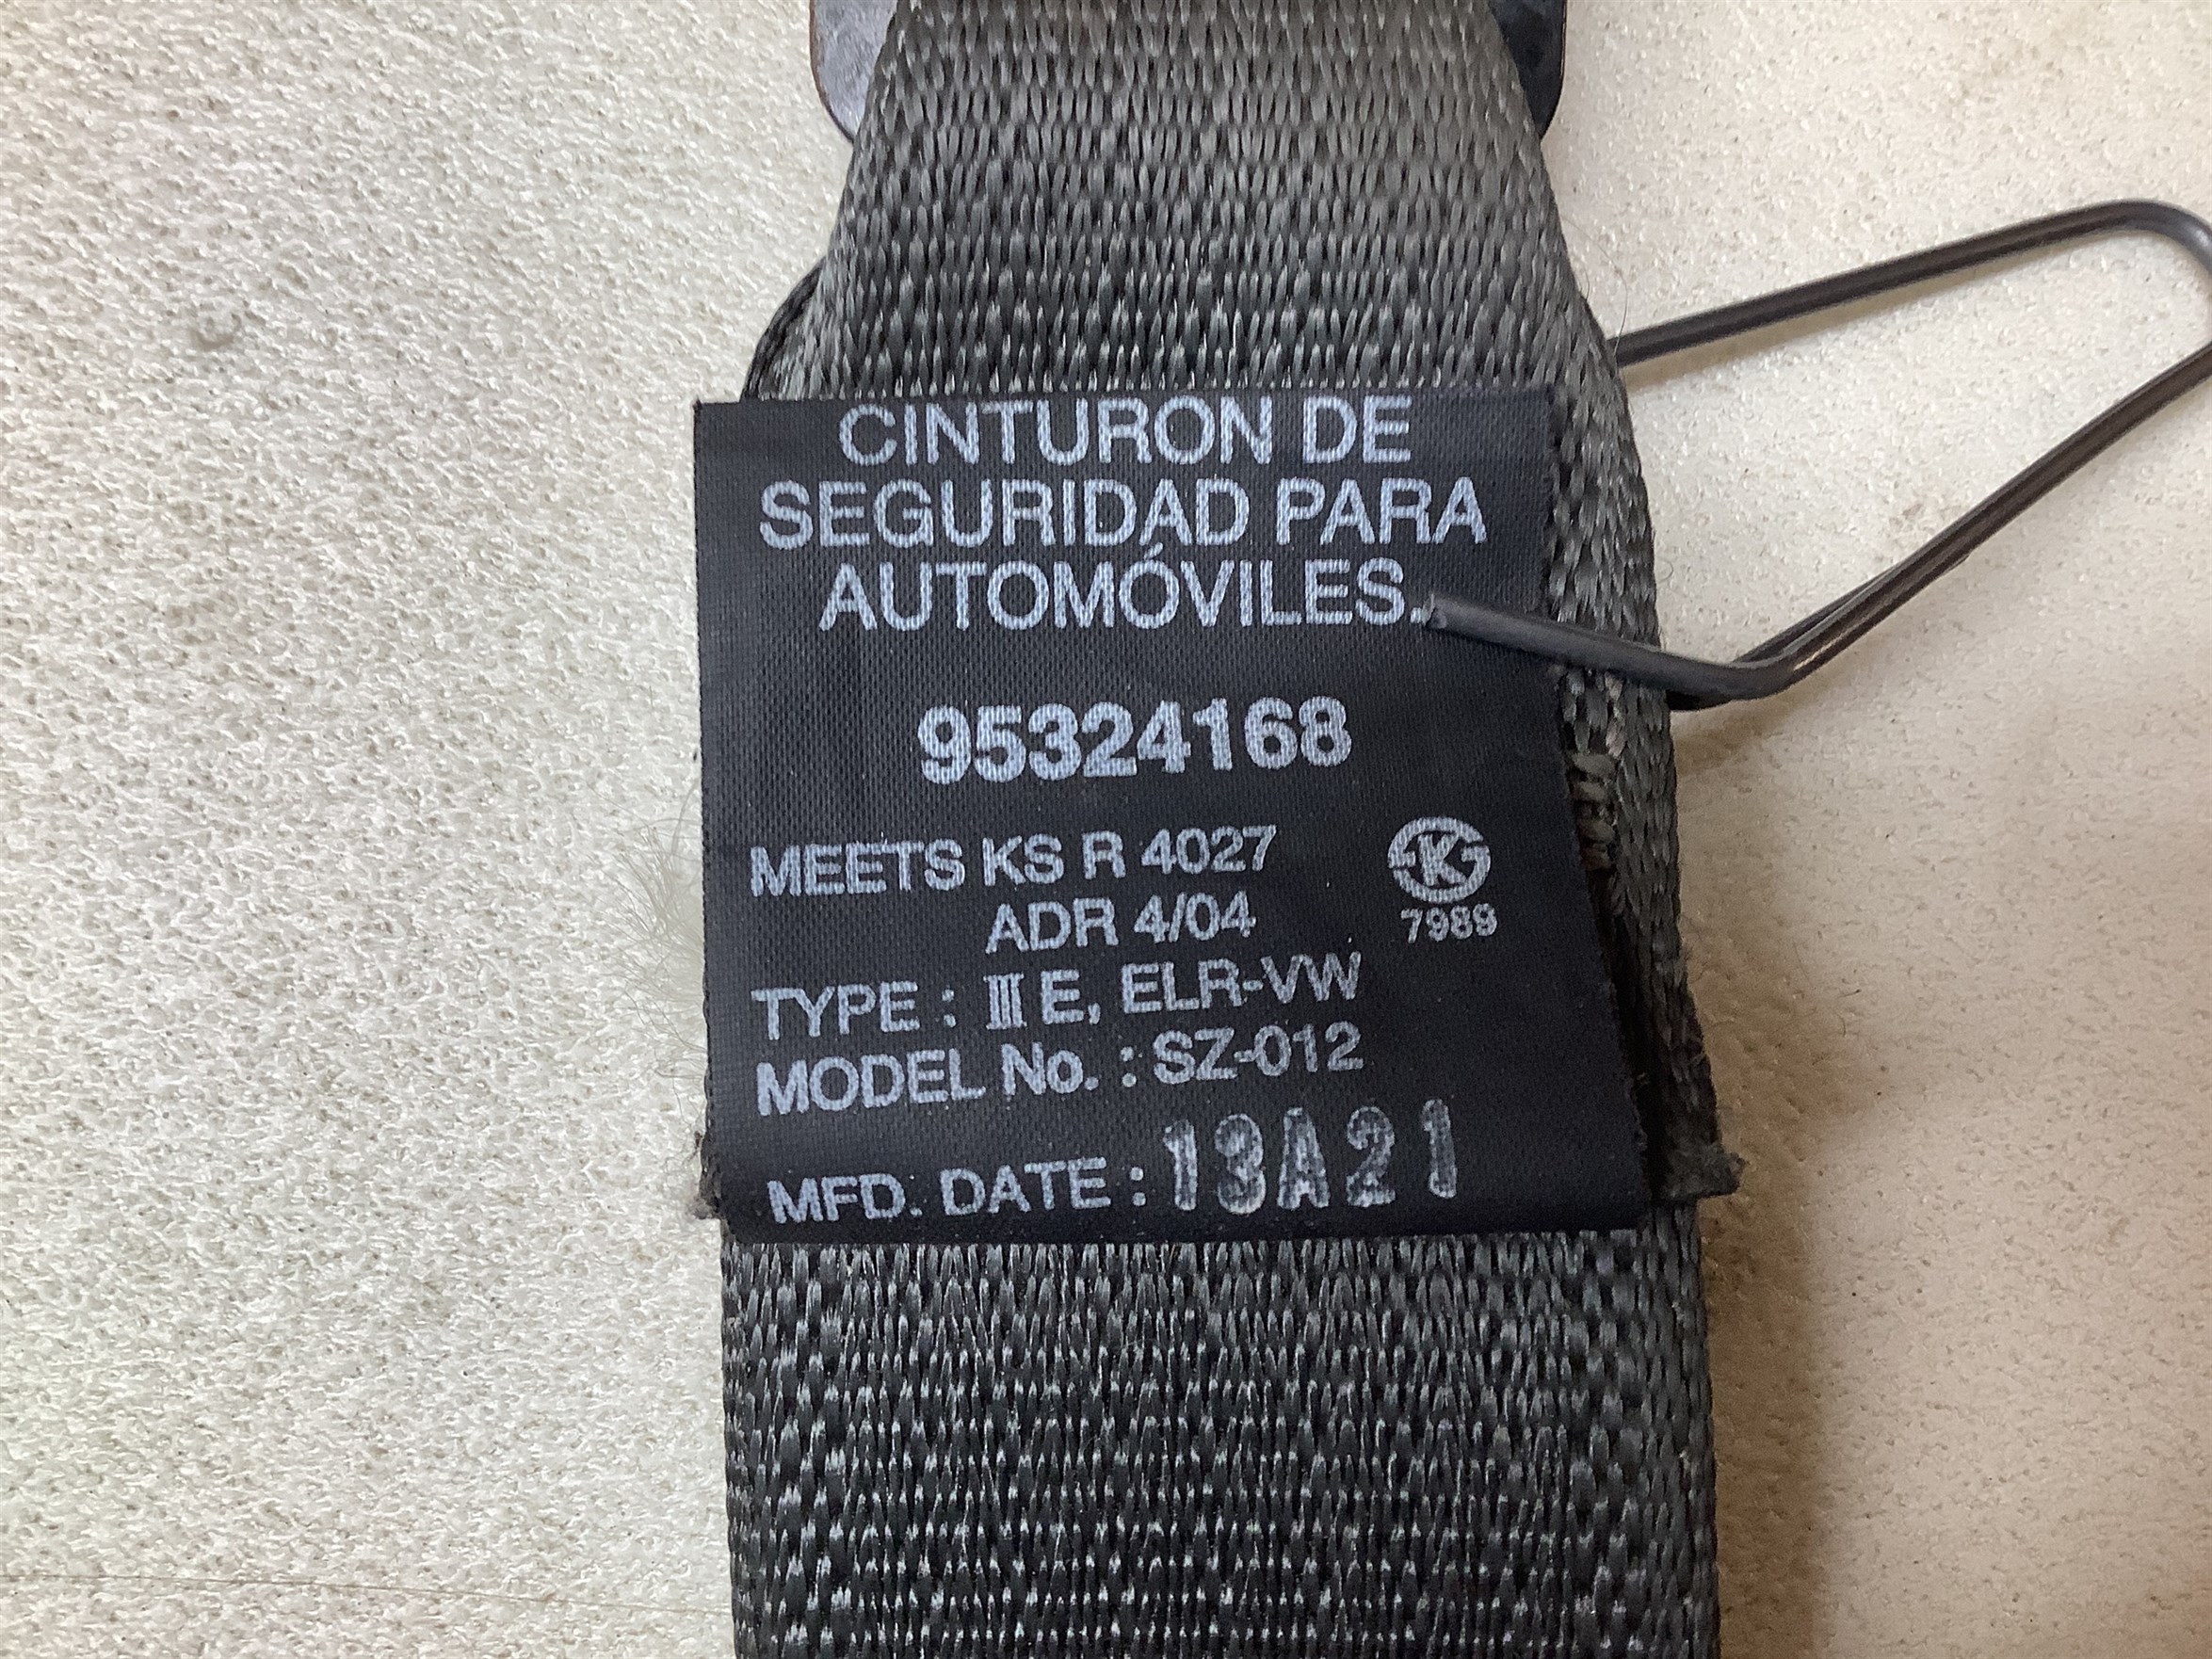 CINTURON DE
SEGURIDAD PARA
AUTOMÓVILES.
95324168
MEETS KS R 4027
ADR 4/04
K
7989
TYPE : III E, ELR-VW
MODEL No. : SZ-012
MFD. DATE : 13A21